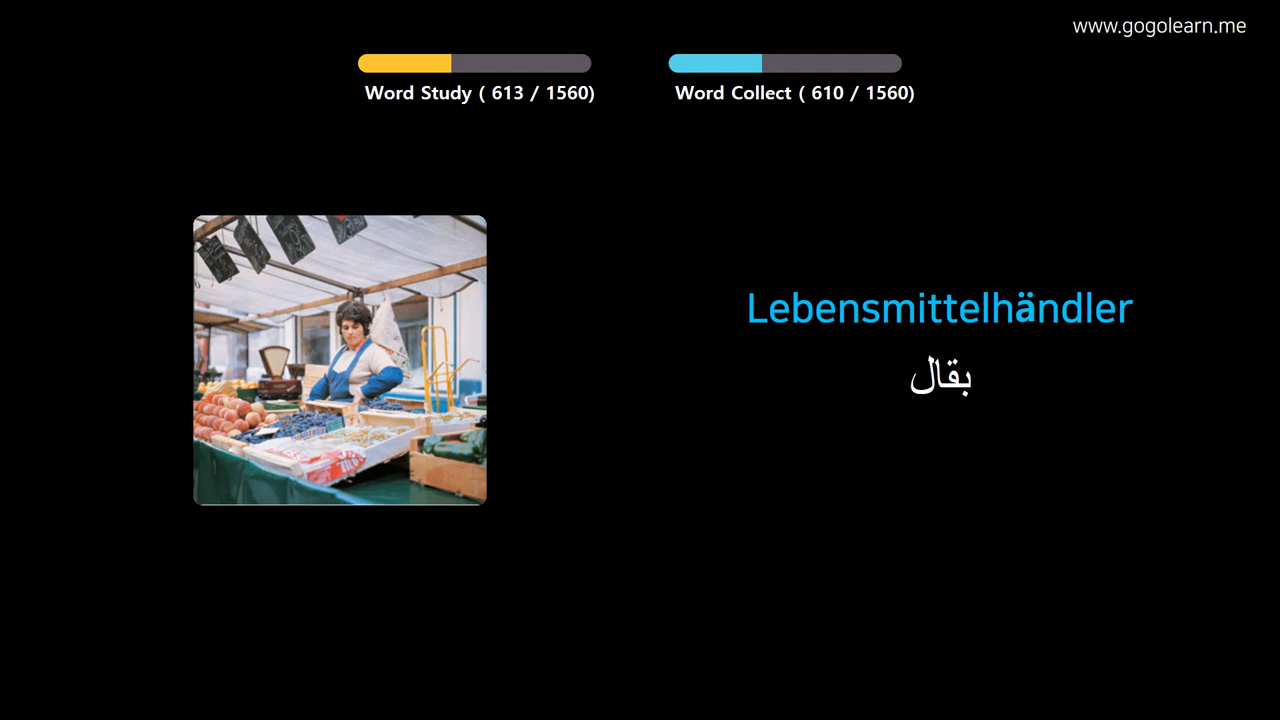 www.gogolearn.me
Word Study ( 613 / 1560)
Word Collect ( 610 / 1560)
Lebensmittelhändler
بقال